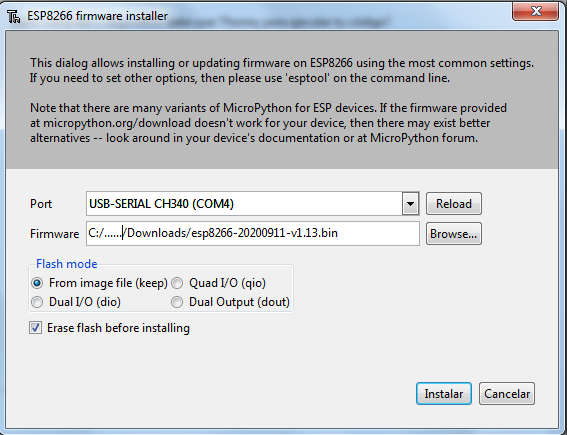 ESP8266 firmware installer
This dialog allows installing or updating firmware on ESP8266 using the most common settings.
If you need to set other options, then please use 'esptool' on the command line.
Note that there are many variants of MicroPython for ESP devices. If the firmware provided
at micropython.org/download doesn't work for your device, then there may exist better
alternatives -- look around in your device's documentation or at MicroPython forum.
Port USB-SERIAL CH340 (COM4) Reload
Firmware C:/....../Downloads/esp8266-20200911-v1.13.bin Browse...
Flash mode
From image file (keep) Quad I/O (qio)
Dual I/O (dio) Dual Output (dout)
Erase flash before installing
Instalar Cancelar